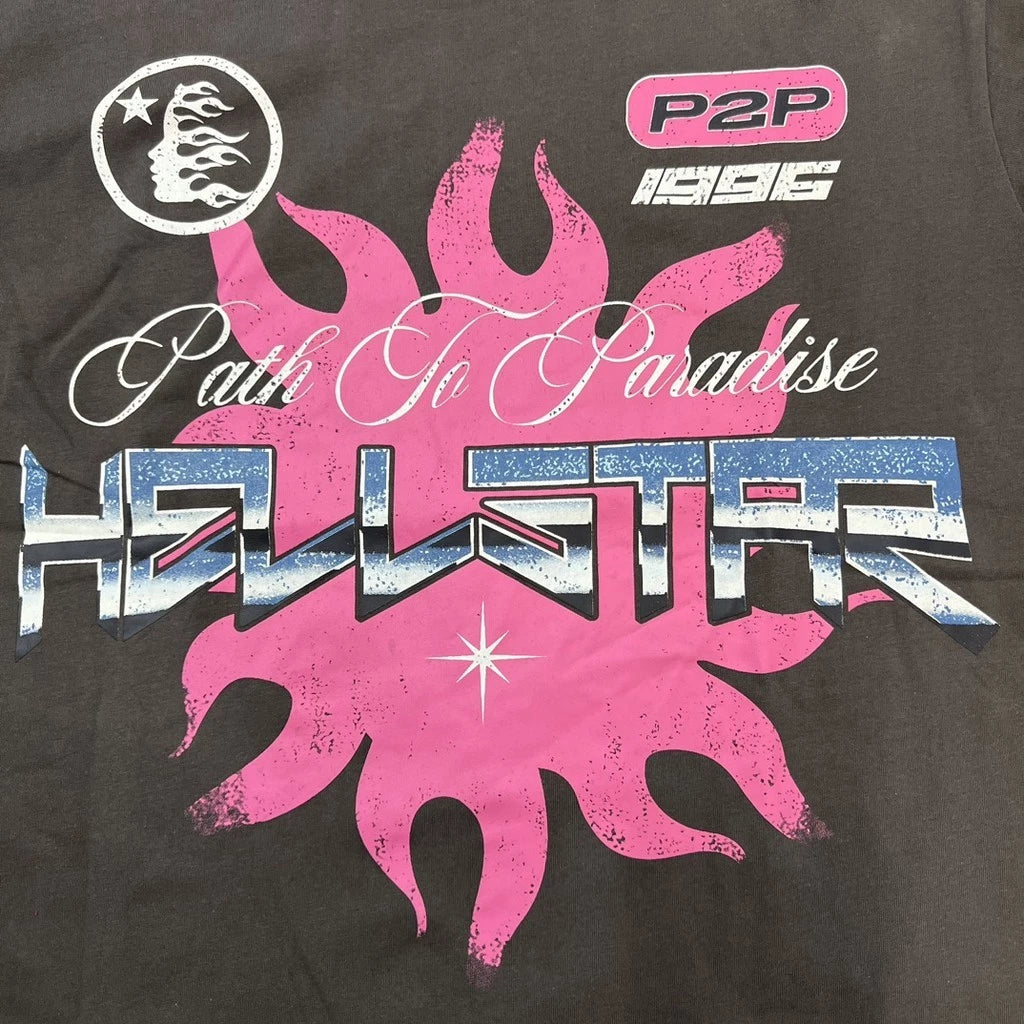 P2P
1996
Path To Paradise
HELLSTAR